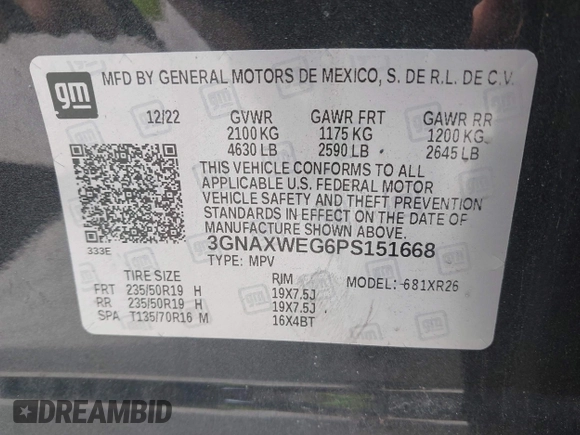 gm
MFD BY GENERAL MOTORS DE MEXICO, S. DE R.L. DE C.V.
12/22 GVWR GAWR FRT GAWR RR
2100 KG 1175 KG 1200 KG
4630 LB 2590 LB 2645 LB
THIS VEHICLE CONFORMS TO ALL
APPLICABLE U.S. FEDERAL MOTOR
VEHICLE SAFETY AND THEFT PREVENTION
STANDARDS IN EFFECT ON THE DATE OF
MANUFACTURE SHOWN ABOVE.
333E
3GNAXWEG6PS151668
TYPE: MPV
TIRE SIZE RIM MODEL: 681XR26
FRT 235/50R19 H 19X7.5J
RR 235/50R19 H 19X7.5J
SPA T135/70R16 M 16X4BT
DREAMBID